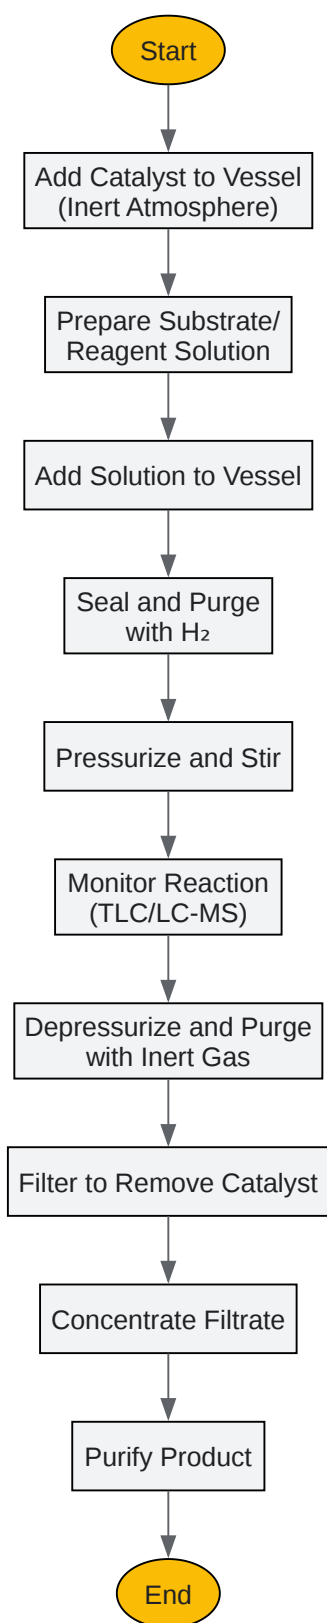 Start
Add Catalyst to Vessel
(Inert Atmosphere)
Prepare Substrate/
Reagent Solution
Add Solution to Vessel
Seal and Purge
with H₂
Pressurize and Stir
Monitor Reaction
(TLC/LC-MS)
Depressurize and Purge
with Inert Gas
Filter to Remove Catalyst
Concentrate Filtrate
Purify Product
End